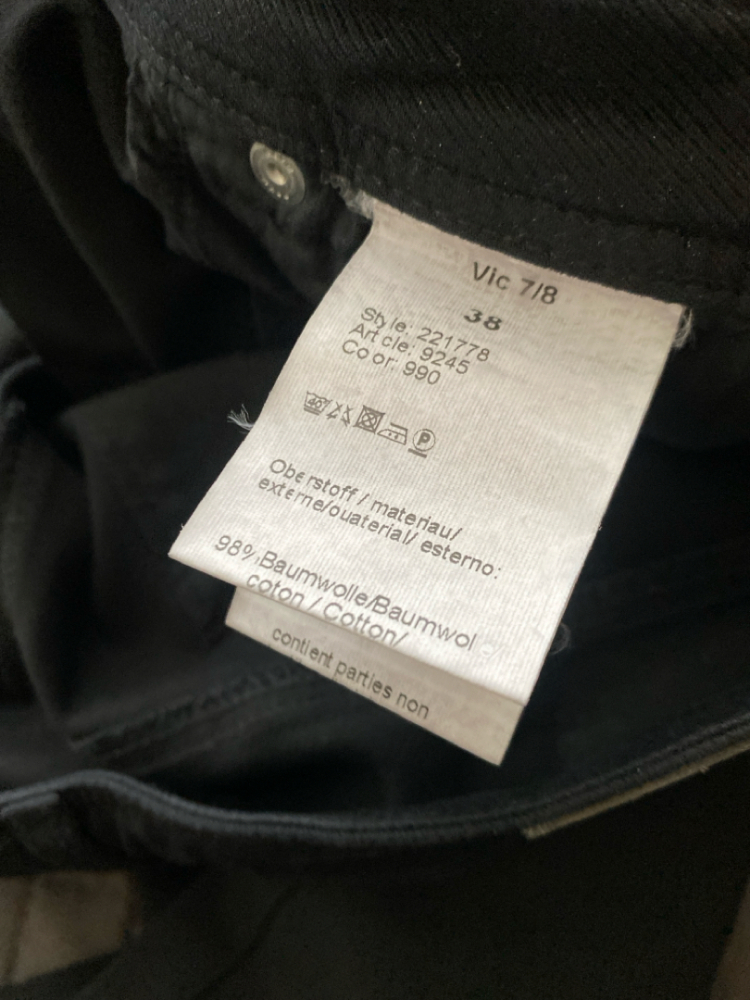 Vic 7/8
38
Style: 221778
Article: 9245
Color: 990
40
P
Oberstoff / materiau/
externe/ouaterial/ esterno:
98% Baumwolle/Baumwol
coton / Cotton/
contient parties non